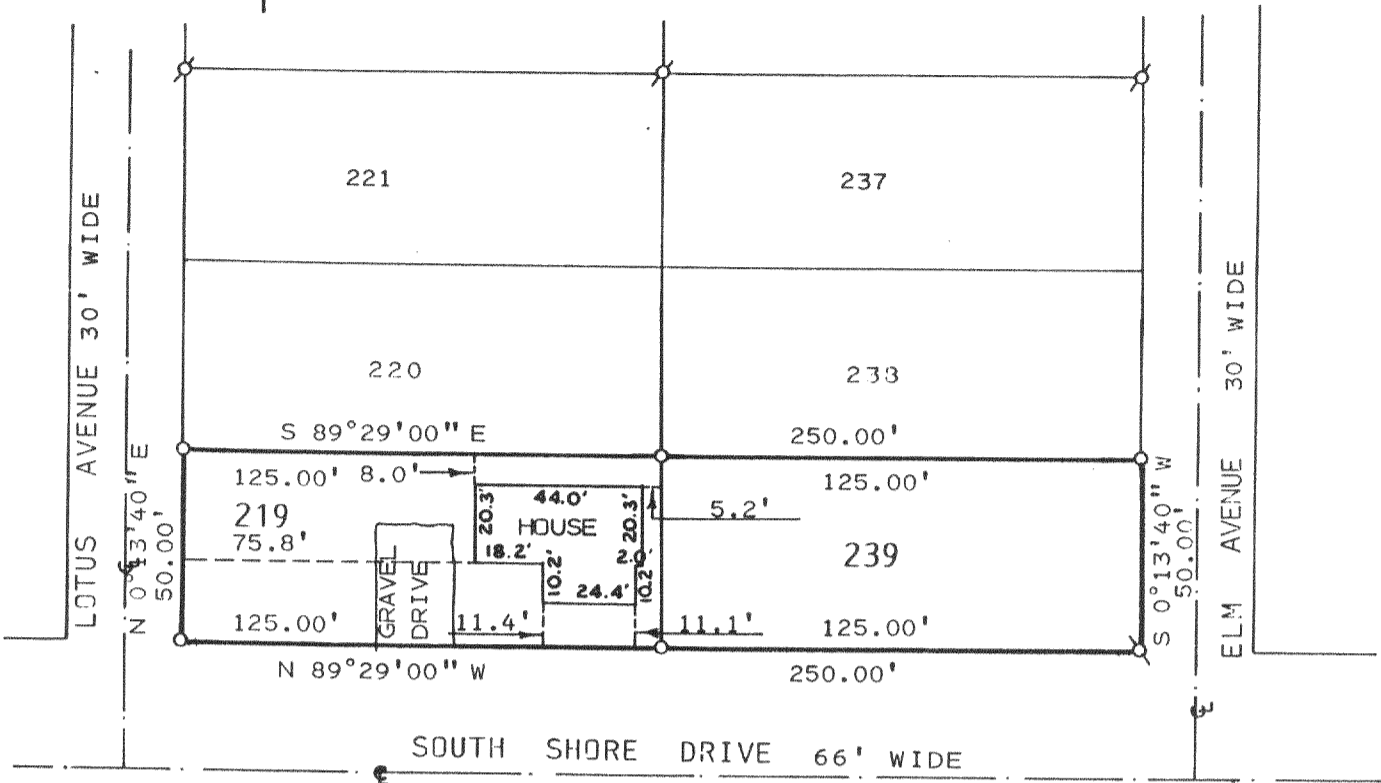 221
237
LOTUS AVENUE 30' WIDE
ELM AVENUE 30' WIDE
220
238
S 89°29'00" E
250.00'
N 0°13'40" E
50.00'
125.00'
8.0'
125.00'
S 0°13'40" W
50.00'
219
75.8'
20.3'
44.0'
HOUSE
20.3'
5.2'
239
18.2'
2.0'
10.2'
24.4'
10.2'
GRAVEL
DRIVE
125.00'
11.4'
11.1'
125.00'
N 89°29'00" W
250.00'
SOUTH SHORE DRIVE 66' WIDE